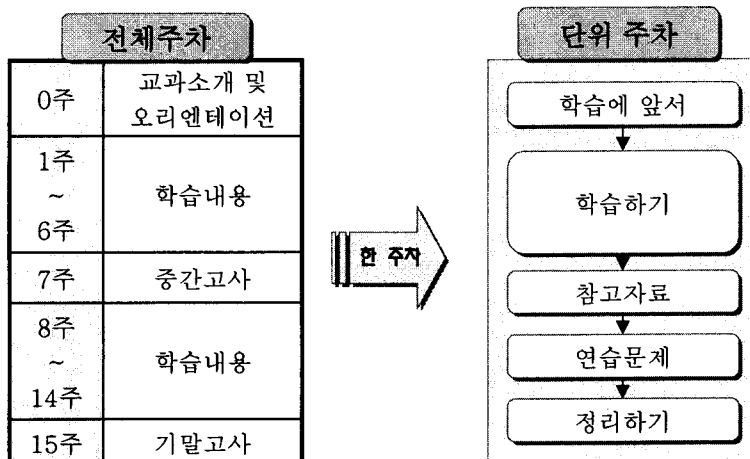 전체주차
0주
교과소개 및
오리엔테이션
1주
~
6주
학습내용
7주
중간고사
8주
~
14주
학습내용
15주
기말고사
한 주차
단위 주차
학습에 앞서
학습하기
참고자료
연습문제
정리하기